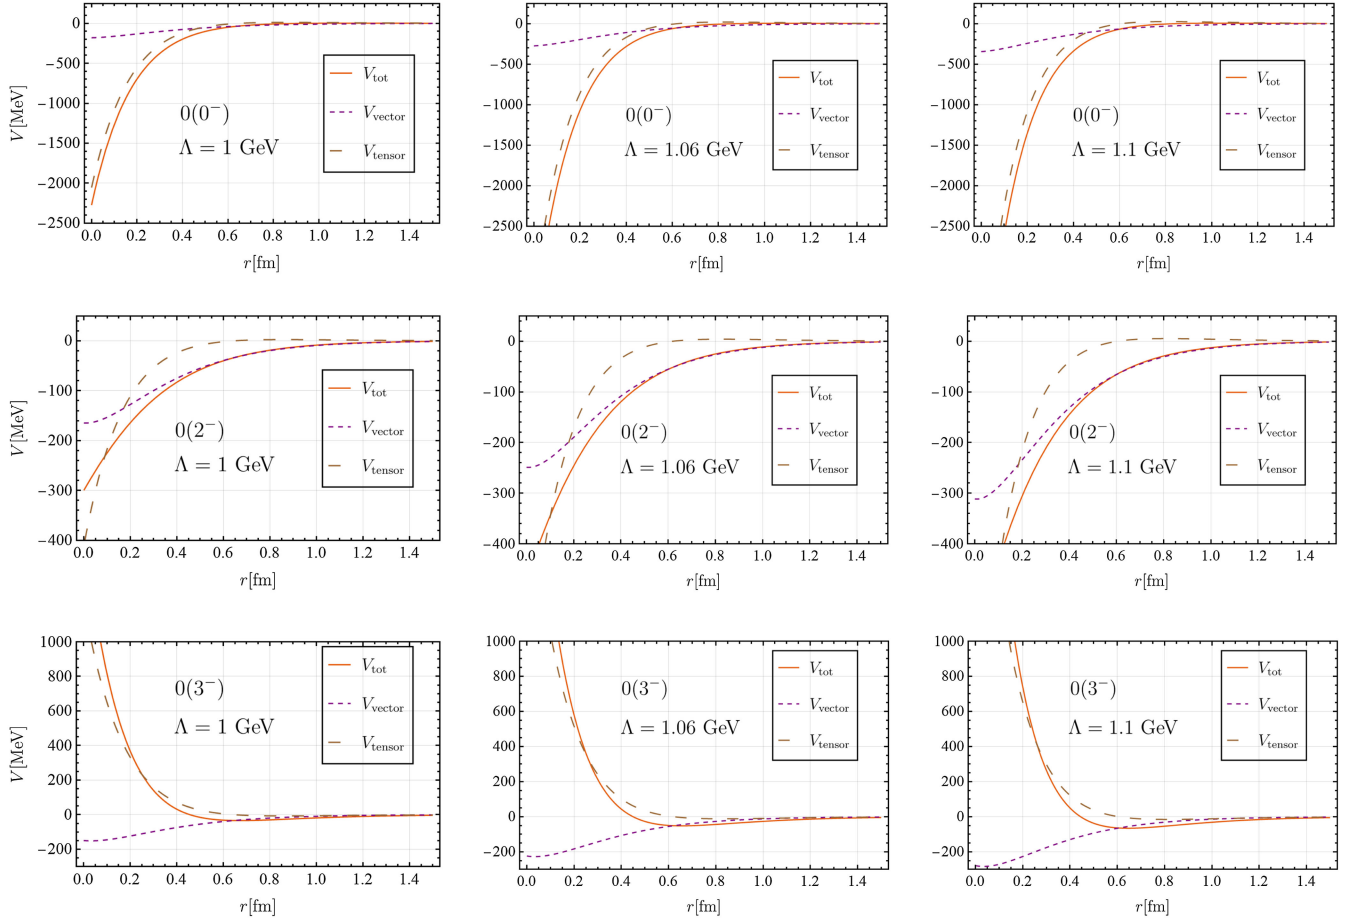 V[MeV]
0
−500
−1000
−1500
−2000
−2500
0(0⁻)
Λ = 1 GeV
V_tot
V_vector
V_tensor
0.0 0.2 0.4 0.6 0.8 1.0 1.2 1.4
r[fm]
0
−500
−1000
−1500
−2000
−2500
0(0⁻)
Λ = 1.06 GeV
V_tot
V_vector
V_tensor
0.0 0.2 0.4 0.6 0.8 1.0 1.2 1.4
r[fm]
0
−500
−1000
−1500
−2000
−2500
0(0⁻)
Λ = 1.1 GeV
V_tot
V_vector
V_tensor
0.0 0.2 0.4 0.6 0.8 1.0 1.2 1.4
r[fm]
V[MeV]
0
−100
−200
−300
−400
0(2⁻)
Λ = 1 GeV
V_tot
V_vector
V_tensor
0.0 0.2 0.4 0.6 0.8 1.0 1.2 1.4
r[fm]
0
−100
−200
−300
−400
0(2⁻)
Λ = 1.06 GeV
V_tot
V_vector
V_tensor
0.0 0.2 0.4 0.6 0.8 1.0 1.2 1.4
r[fm]
0
−100
−200
−300
−400
0(2⁻)
Λ = 1.1 GeV
V_tot
V_vector
V_tensor
0.0 0.2 0.4 0.6 0.8 1.0 1.2 1.4
r[fm]
V[MeV]
1000
800
600
400
200
0
−200
0(3⁻)
Λ = 1 GeV
V_tot
V_vector
V_tensor
0.0 0.2 0.4 0.6 0.8 1.0 1.2 1.4
r[fm]
1000
800
600
400
200
0
−200
0(3⁻)
Λ = 1.06 GeV
V_tot
V_vector
V_tensor
0.0 0.2 0.4 0.6 0.8 1.0 1.2 1.4
r[fm]
1000
800
600
400
200
0
−200
0(3⁻)
Λ = 1.1 GeV
V_tot
V_vector
V_tensor
0.0 0.2 0.4 0.6 0.8 1.0 1.2 1.4
r[fm]